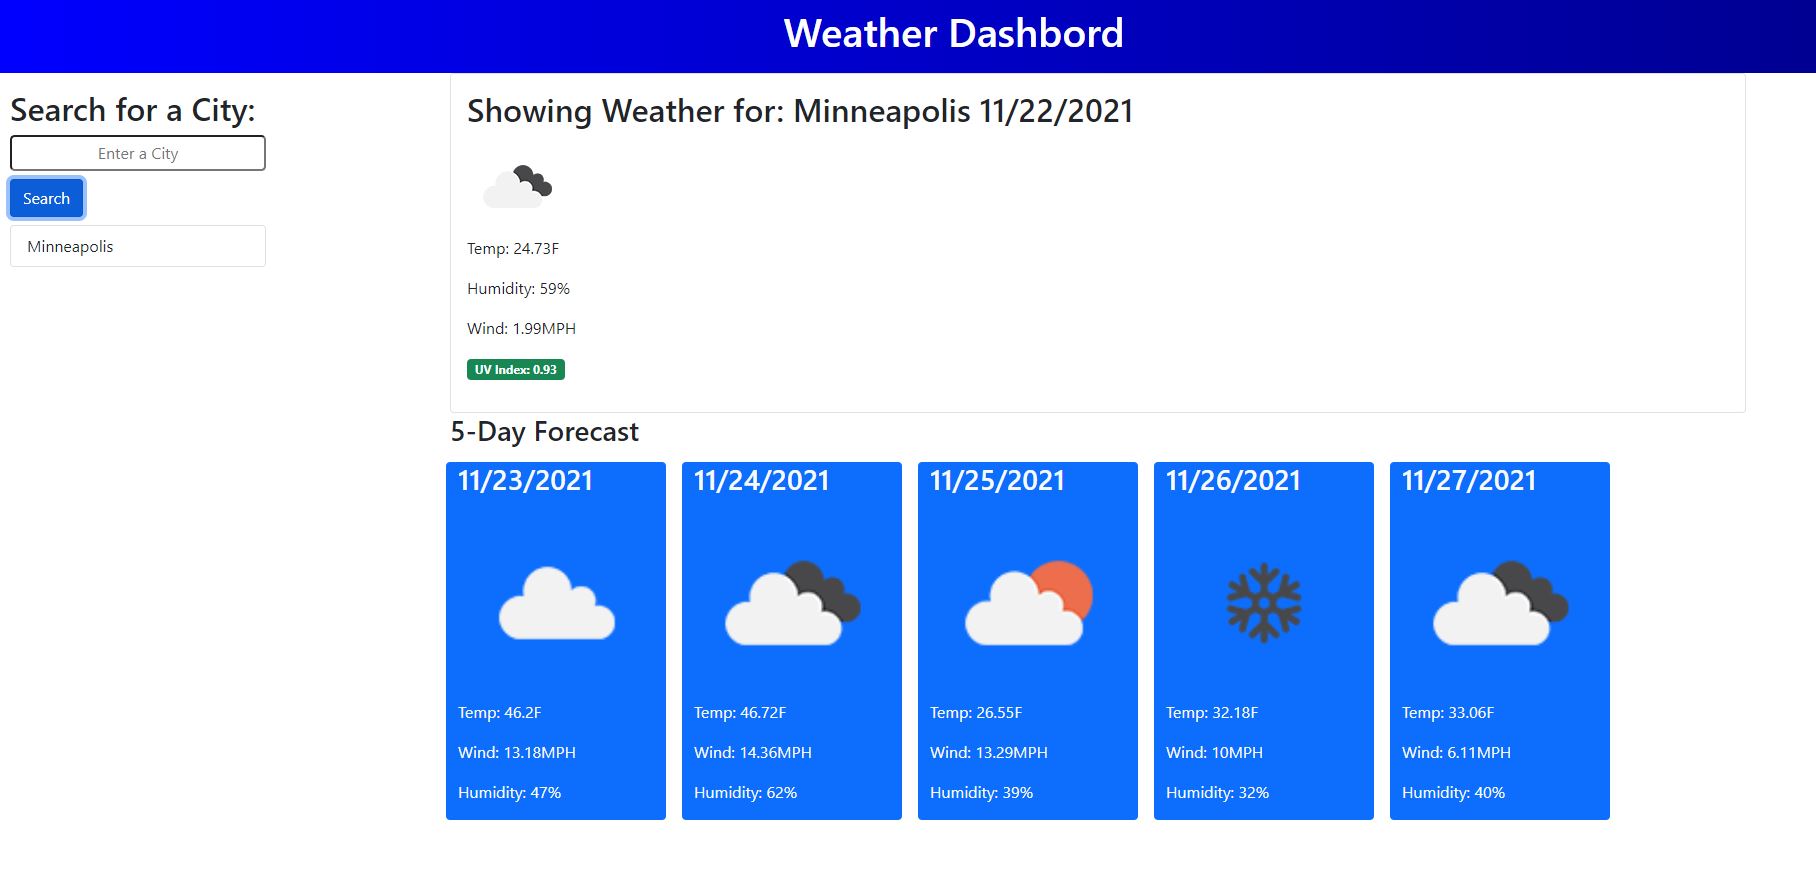 Weather Dashbord
Search for a City:
Enter a City
Search
Minneapolis
Showing Weather for: Minneapolis 11/22/2021
Temp: 24.73F
Humidity: 59%
Wind: 1.99MPH
UV Index: 0.93
5-Day Forecast
11/23/2021
Temp: 46.2F
Wind: 13.18MPH
Humidity: 47%
11/24/2021
Temp: 46.72F
Wind: 14.36MPH
Humidity: 62%
11/25/2021
Temp: 26.55F
Wind: 13.29MPH
Humidity: 39%
11/26/2021
Temp: 32.18F
Wind: 10MPH
Humidity: 32%
11/27/2021
Temp: 33.06F
Wind: 6.11MPH
Humidity: 40%